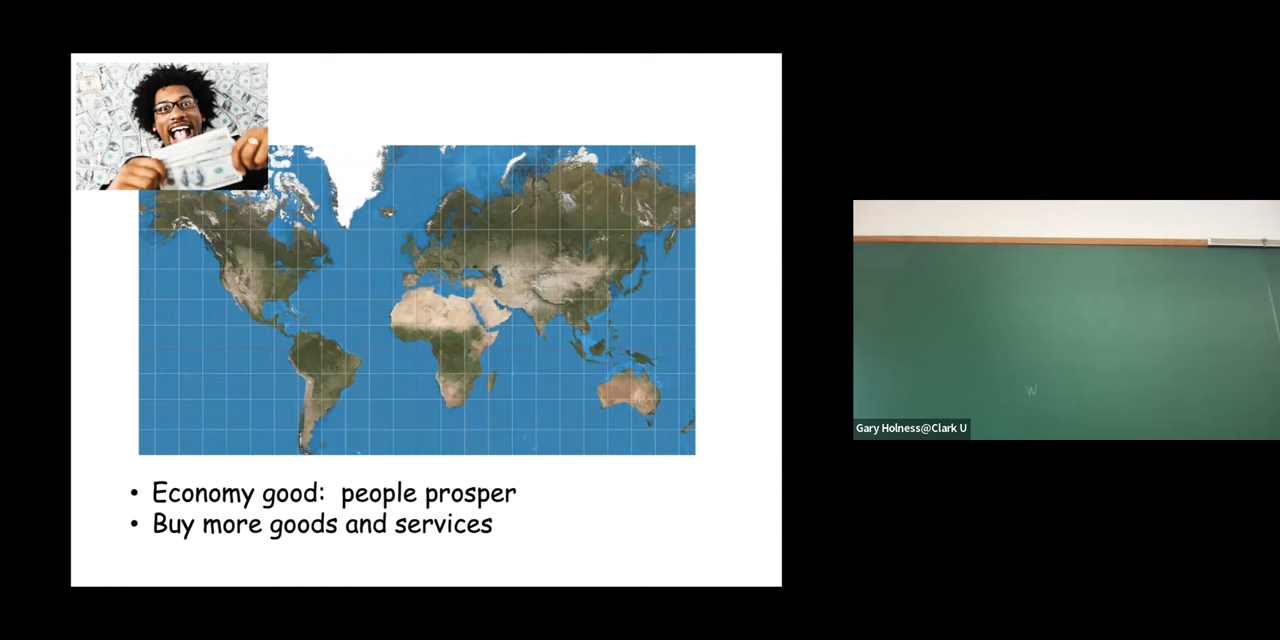 • Economy good: people prosper
• Buy more goods and services
W
Gary Holness@Clark U